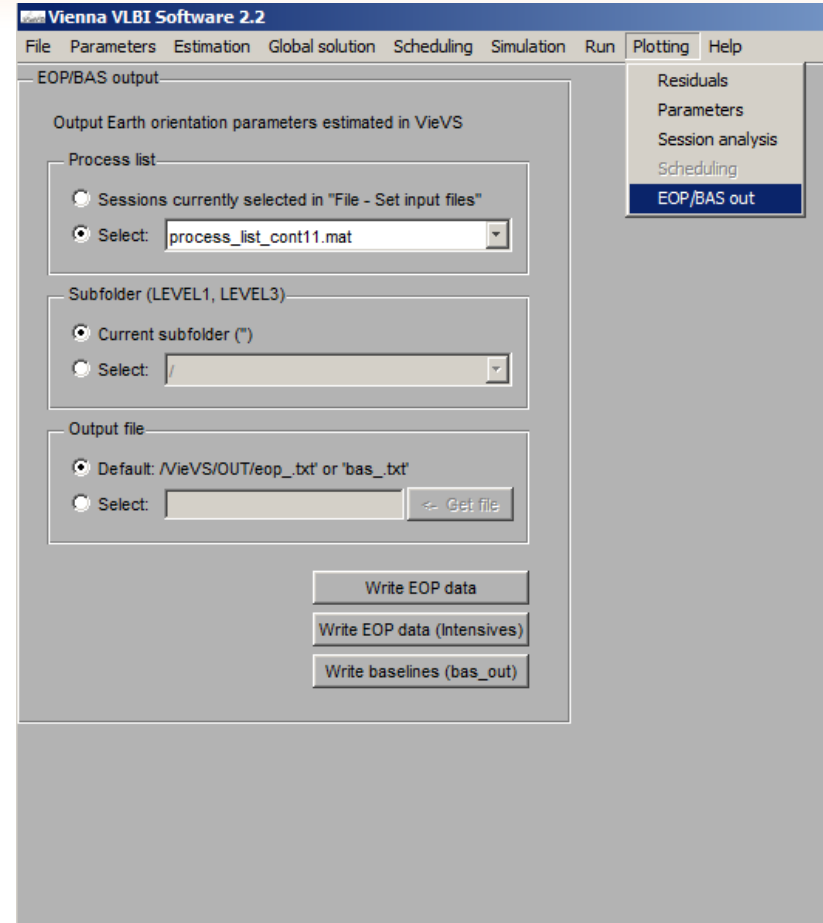 Vienna VLBI Software 2.2
File Parameters Estimation Global solution Scheduling Simulation Run Plotting Help
Residuals
Parameters
Session analysis
Scheduling
EOP/BAS out
EOP/BAS output
Output Earth orientation parameters estimated in VieVS
Process list
Sessions currently selected in "File - Set input files"
Select: process_list_cont11.mat
Subfolder (LEVEL1, LEVEL3)
Current subfolder ('')
Select: /
Output file
Default: /VieVS/OUT/eop_.txt' or 'bas_.txt'
Select: <- Get file
Write EOP data
Write EOP data (Intensives)
Write baselines (bas_out)